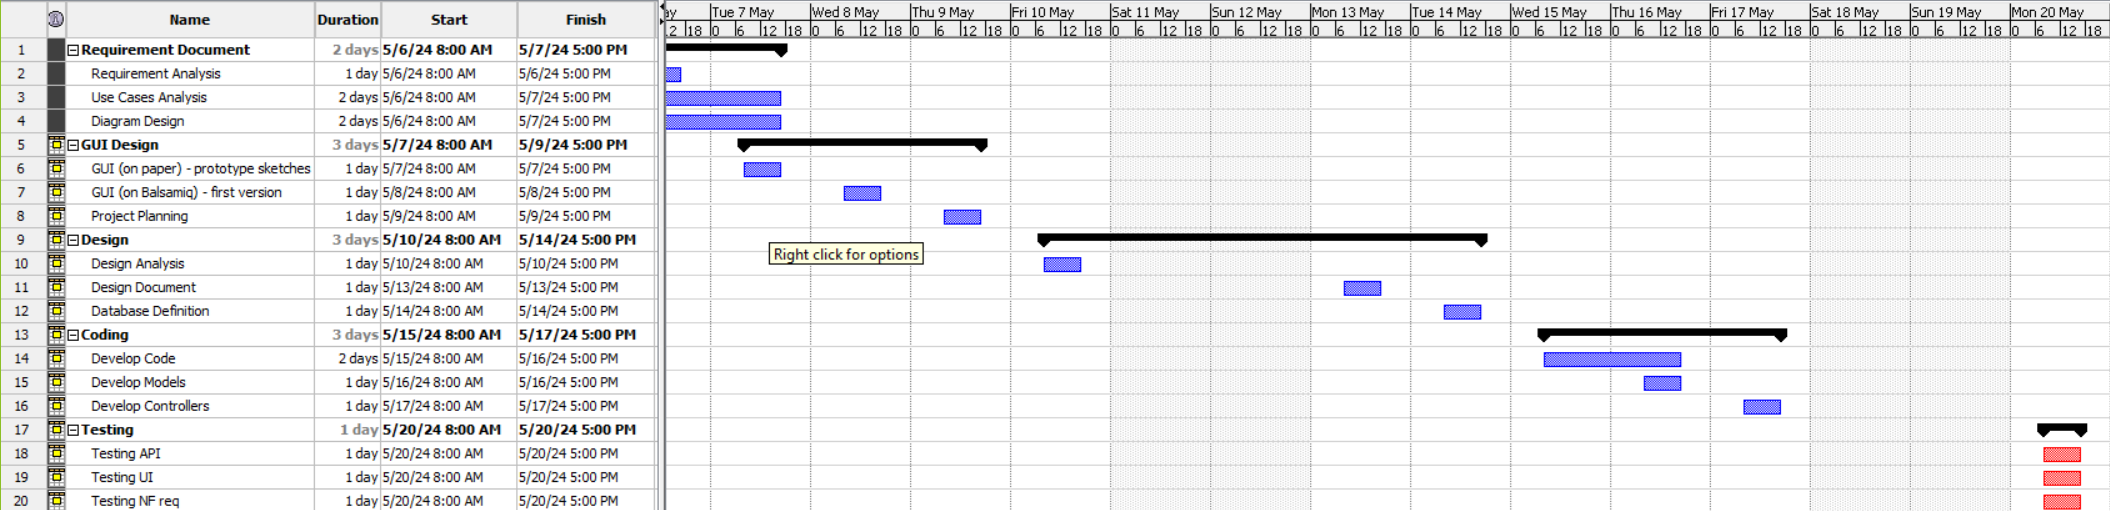 Name Duration Start Finish
ay Tue 7 May Wed 8 May Thu 9 May Fri 10 May Sat 11 May Sun 12 May Mon 13 May Tue 14 May Wed 15 May Thu 16 May Fri 17 May Sat 18 May Sun 19 May Mon 20 May
12 18 0 6 12 18 0 6 12 18 0 6 12 18 0 6 12 18 0 6 12 18 0 6 12 18 0 6 12 18 0 6 12 18 0 6 12 18 0 6 12 18 0 6 12 18 0 6 12 18 0 6 12 18 0 6 12 18
1 Requirement Document 2 days 5/6/24 8:00 AM 5/7/24 5:00 PM
2 Requirement Analysis 1 day 5/6/24 8:00 AM 5/6/24 5:00 PM
3 Use Cases Analysis 2 days 5/6/24 8:00 AM 5/7/24 5:00 PM
4 Diagram Design 2 days 5/6/24 8:00 AM 5/7/24 5:00 PM
5 GUI Design 3 days 5/7/24 8:00 AM 5/9/24 5:00 PM
6 GUI (on paper) - prototype sketches 1 day 5/7/24 8:00 AM 5/7/24 5:00 PM
7 GUI (on Balsamiq) - first version 1 day 5/8/24 8:00 AM 5/8/24 5:00 PM
8 Project Planning 1 day 5/9/24 8:00 AM 5/9/24 5:00 PM
9 Design 3 days 5/10/24 8:00 AM 5/14/24 5:00 PM
Right click for options
10 Design Analysis 1 day 5/10/24 8:00 AM 5/10/24 5:00 PM
11 Design Document 1 day 5/13/24 8:00 AM 5/13/24 5:00 PM
12 Database Definition 1 day 5/14/24 8:00 AM 5/14/24 5:00 PM
13 Coding 3 days 5/15/24 8:00 AM 5/17/24 5:00 PM
14 Develop Code 2 days 5/15/24 8:00 AM 5/16/24 5:00 PM
15 Develop Models 1 day 5/16/24 8:00 AM 5/16/24 5:00 PM
16 Develop Controllers 1 day 5/17/24 8:00 AM 5/17/24 5:00 PM
17 Testing 1 day 5/20/24 8:00 AM 5/20/24 5:00 PM
18 Testing API 1 day 5/20/24 8:00 AM 5/20/24 5:00 PM
19 Testing UI 1 day 5/20/24 8:00 AM 5/20/24 5:00 PM
20 Testing NF req 1 day 5/20/24 8:00 AM 5/20/24 5:00 PM